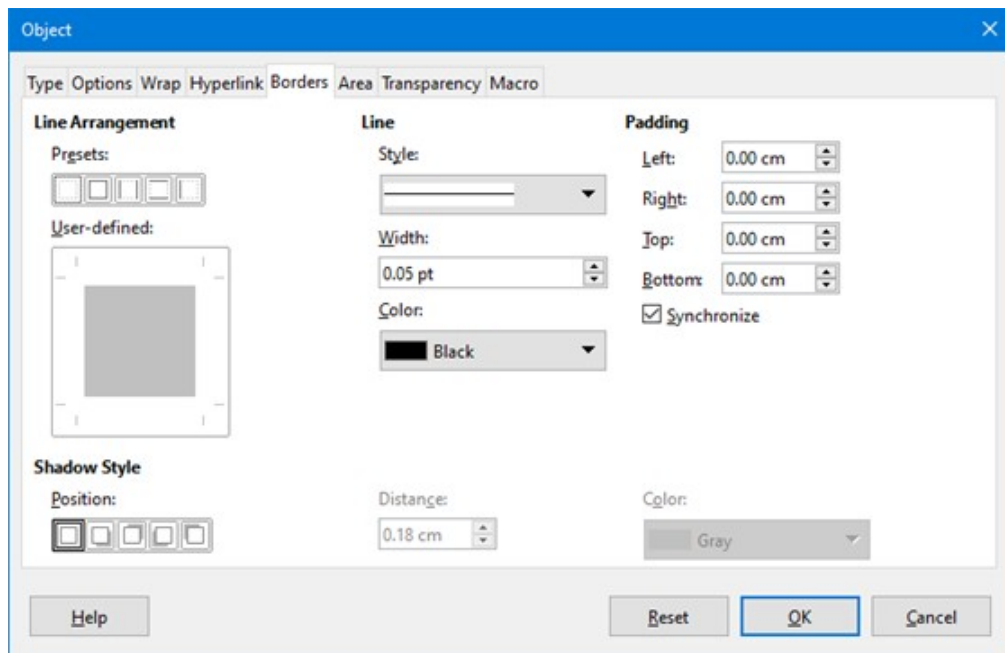 Object
Type Options Wrap Hyperlink Borders Area Transparency Macro
Line Arrangement
Presets:
User-defined:
Line
Style:
Width:
0.05 pt
Color:
Black
Padding
Left: 0.00 cm
Right: 0.00 cm
Top: 0.00 cm
Bottom: 0.00 cm
Synchronize
Shadow Style
Position:
Distance:
0.18 cm
Color:
Gray
Help Reset OK Cancel